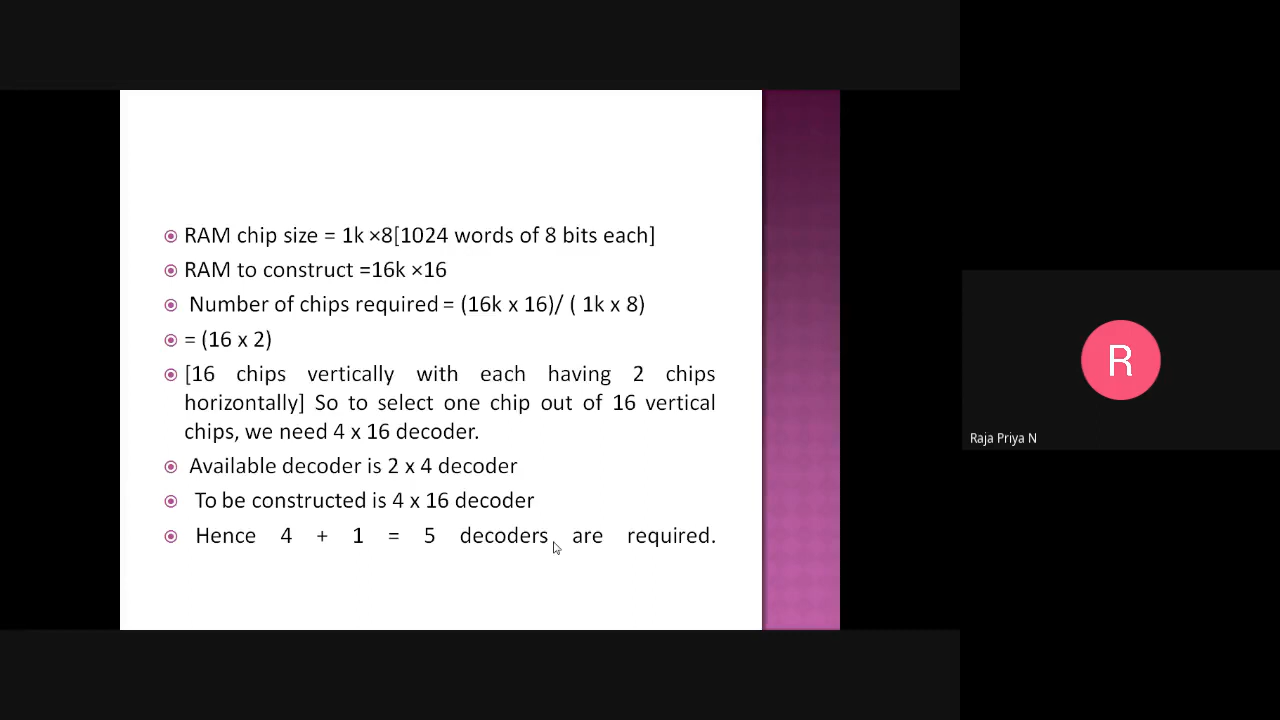 RAM chip size = 1k ×8[1024 words of 8 bits each]
RAM to construct =16k ×16
Number of chips required = (16k x 16)/ ( 1k x 8)
= (16 x 2)
[16 chips vertically with each having 2 chips
horizontally] So to select one chip out of 16 vertical
chips, we need 4 x 16 decoder.
Available decoder is 2 x 4 decoder
To be constructed is 4 x 16 decoder
Hence 4 + 1 = 5 decoders are required.
R
Raja Priya N